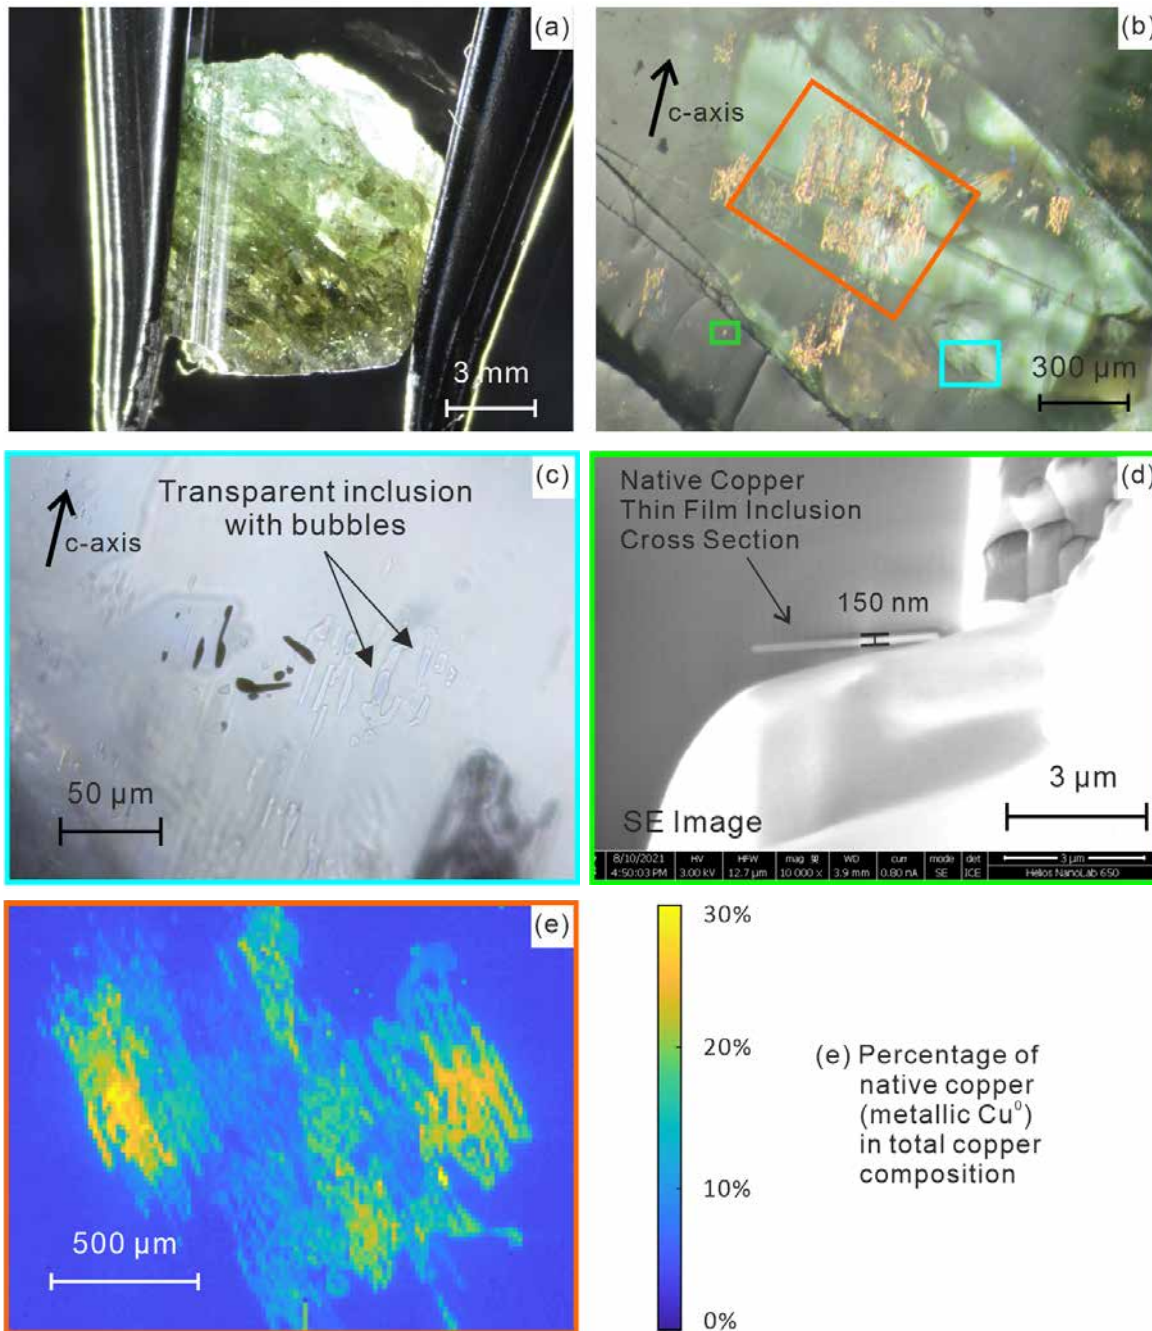 (a)
3 mm
(b)
c-axis
300 μm
(c)
Transparent inclusion
with bubbles
c-axis
50 μm
(d)
Native Copper
Thin Film Inclusion
Cross Section
150 nm
3 μm
SE Image
8/10/2021 HV HFW mag WD curr mode det 3 μm
4:50:03 PM 3.00 kV 12.7 μm 10 000 x 3.9 mm 0.80 nA SE ICE Helios NanoLab 650
(e)
500 μm
30%
20%
10%
0%
(e) Percentage of
native copper
(metallic Cu⁰)
in total copper
composition